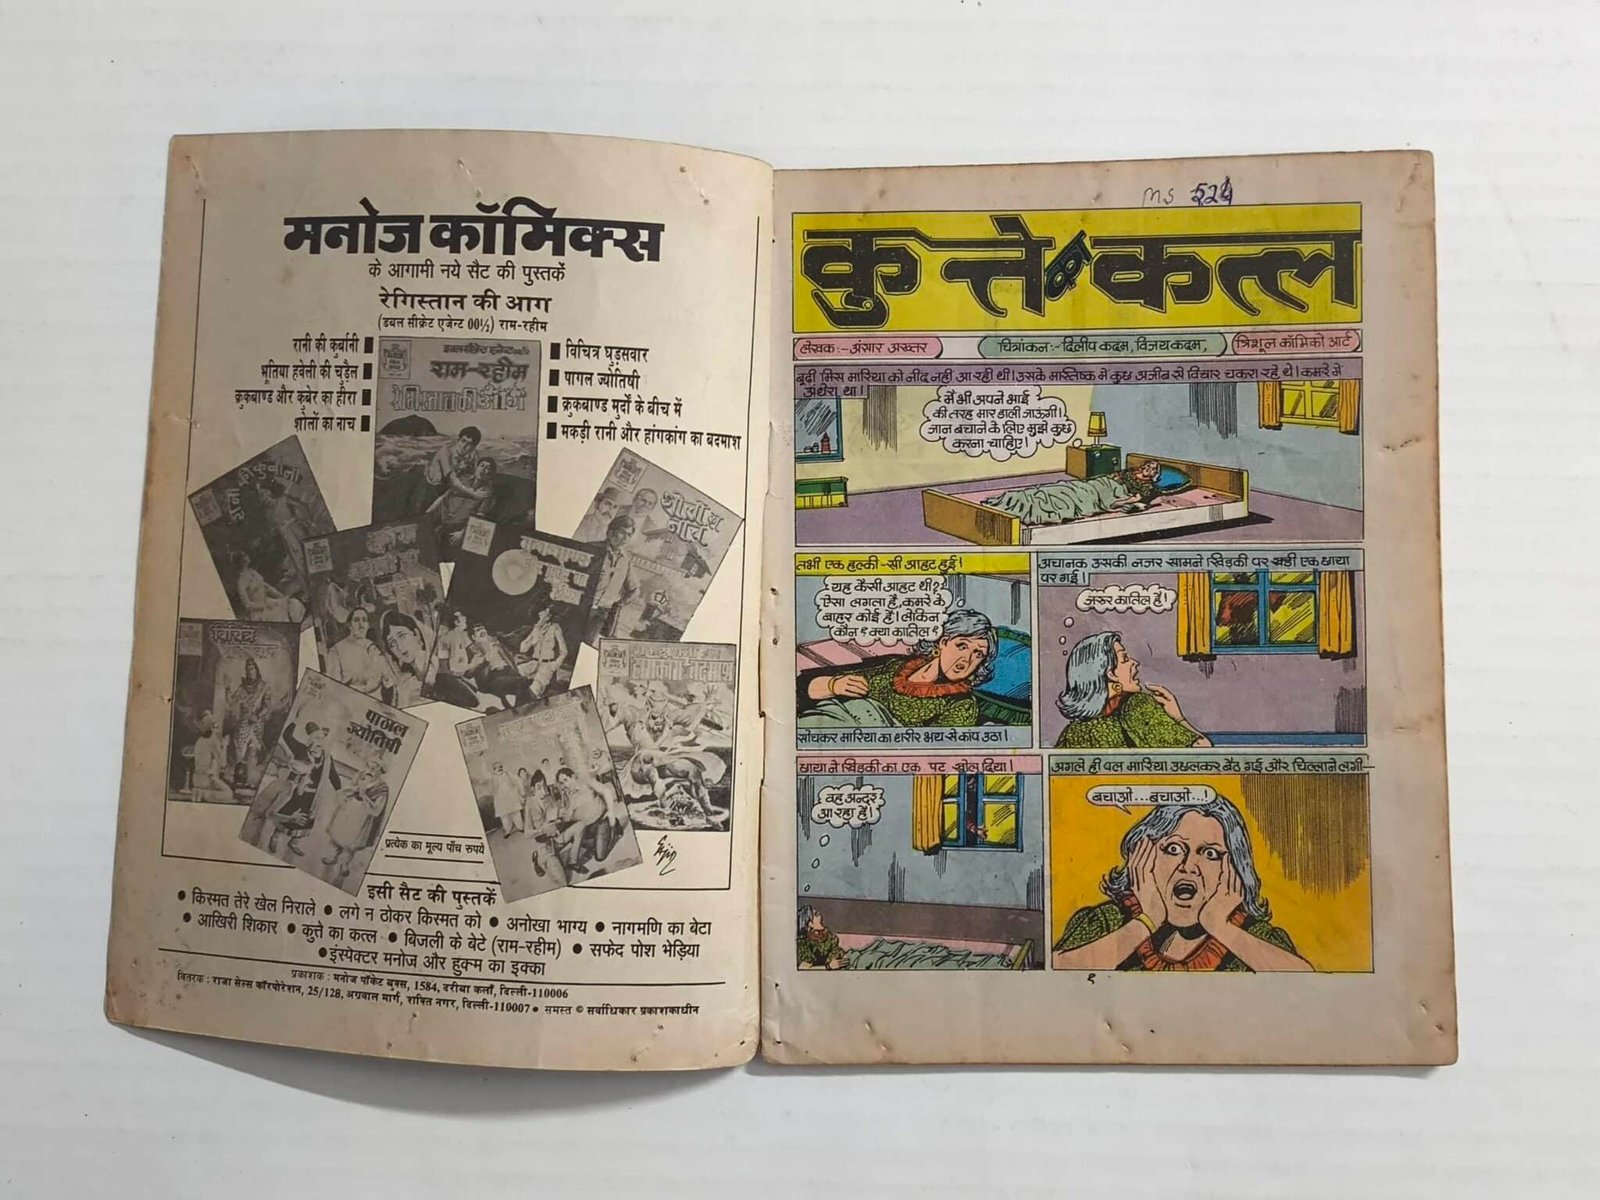 मनोज कॉमिक्स
के आगामी नये सैट की पुस्तकें
रेगिस्तान की आग
(डबल सीक्रेट एजेन्ट 00½) राम-रहीम
रानी की कुर्बानी
भूतिया हवेली की चुड़ैल
क्रुकबाण्ड और कुबेर का हीरा
शोलों का नाच
विचित्र घुड़सवार
पागल ज्योतिषी
क्रुकबाण्ड मुर्दों के बीच में
मकड़ी रानी और हांगकांग का बदमाश
राम-रहीम
रेगिस्तान की आग
रानी की कुर्बानी
शोलों का नाच
विचित्र
घुड़सवार
पागल
ज्योतिषी
प्रत्येक का मूल्य पाँच रुपये
इसी सैट की पुस्तकें
• किस्मत तेरे खेल निराले • लगे न ठोकर किस्मत को • अनोखा भाग्य • नागमणि का बेटा
• आखिरी शिकार • कुत्ते का कत्ल • बिजली के बेटे (राम-रहीम) • सफेद पोश भेड़िया
• इंस्पेक्टर मनोज और हुक्म का इक्का
प्रकाशक : मनोज पॉकेट बुक्स, 1584, दरीबा कलाँ, दिल्ली-110006
वितरक : राजा सेल्स कॉरपोरेशन, 25/128, अग्रवाल मार्ग, शक्ति नगर, दिल्ली-110007 • समस्त © सर्वाधिकार प्रकाशकाधीन
MS 524
कुत्ते का कत्ल
लेखक:- अंसार अख्तर
चित्रांकन:- दिलीप कदम, विजय कदम,
त्रिशूल कॉमिको आर्ट
बूढ़ी मिस मारिया को नींद नहीं आ रही थी। उसके मास्तिष्क में कुछ अजीब से विचार चकरा रहे थे। कमरे में
अंधेरा था।
मैं भी अपने भाई
की तरह मार डाली जाऊंगी।
जान बचाने के लिए मुझे कुछ
करना चाहिए।
तभी एक हल्की-सी आहट हुई।
यह कैसी आहट थी?
ऐसा लगता है, कमरे के
बाहर कोई है। लेकिन
कौन ? क्या कातिल ?
सोचकर मारिया का शरीर भय से कांप उठा।
अचानक उसकी नजर सामने खिड़की पर खड़ी एक छाया
पर गई।
जरूर कातिल है।
छाया ने खिड़की का एक पट खोल दिया।
वह अन्दर
आ रहा है।
अगले ही पल मारिया उछलकर बैठ गई और चिल्लाने लगी—
बचाओ...बचाओ...!
१